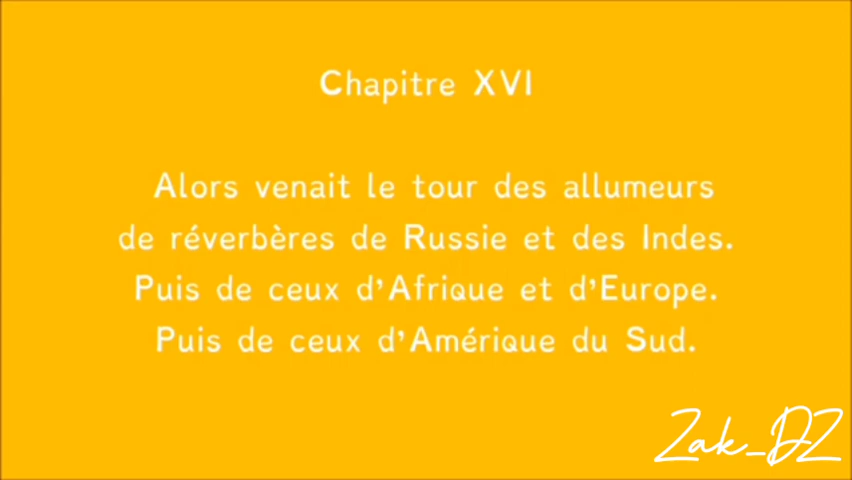 Chapitre XVI
Alors venait le tour des allumeurs
de réverbères de Russie et des Indes.
Puis de ceux d'Afrique et d'Europe.
Puis de ceux d'Amérique du Sud.
Zak_DZ